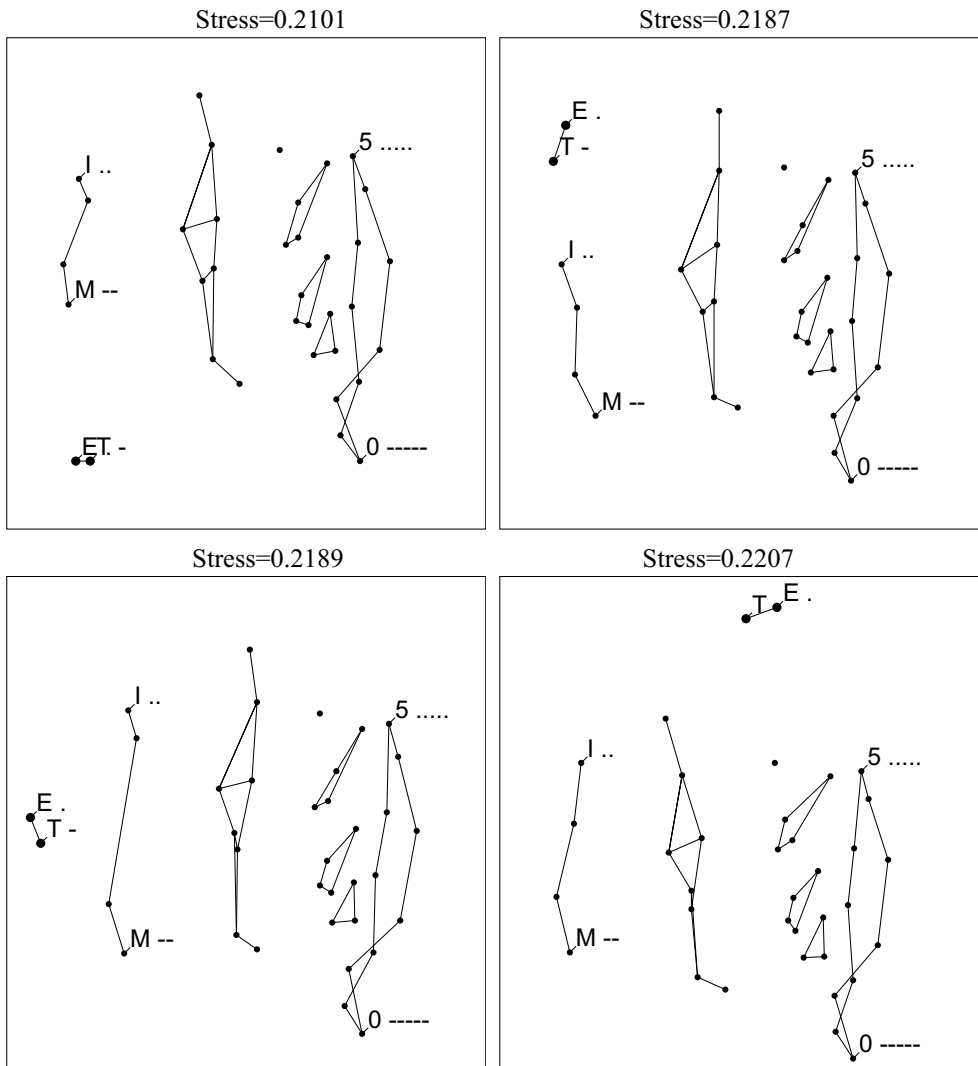 Stress=0.2101
I ..
5 .....
M --
E T. -
0 -----
Stress=0.2187
E .
T -
5 .....
I ..
M --
0 -----
Stress=0.2189
I ..
5 .....
E .
T -
M --
0 -----
Stress=0.2207
E .
T
I ..
5 .....
M --
0 -----